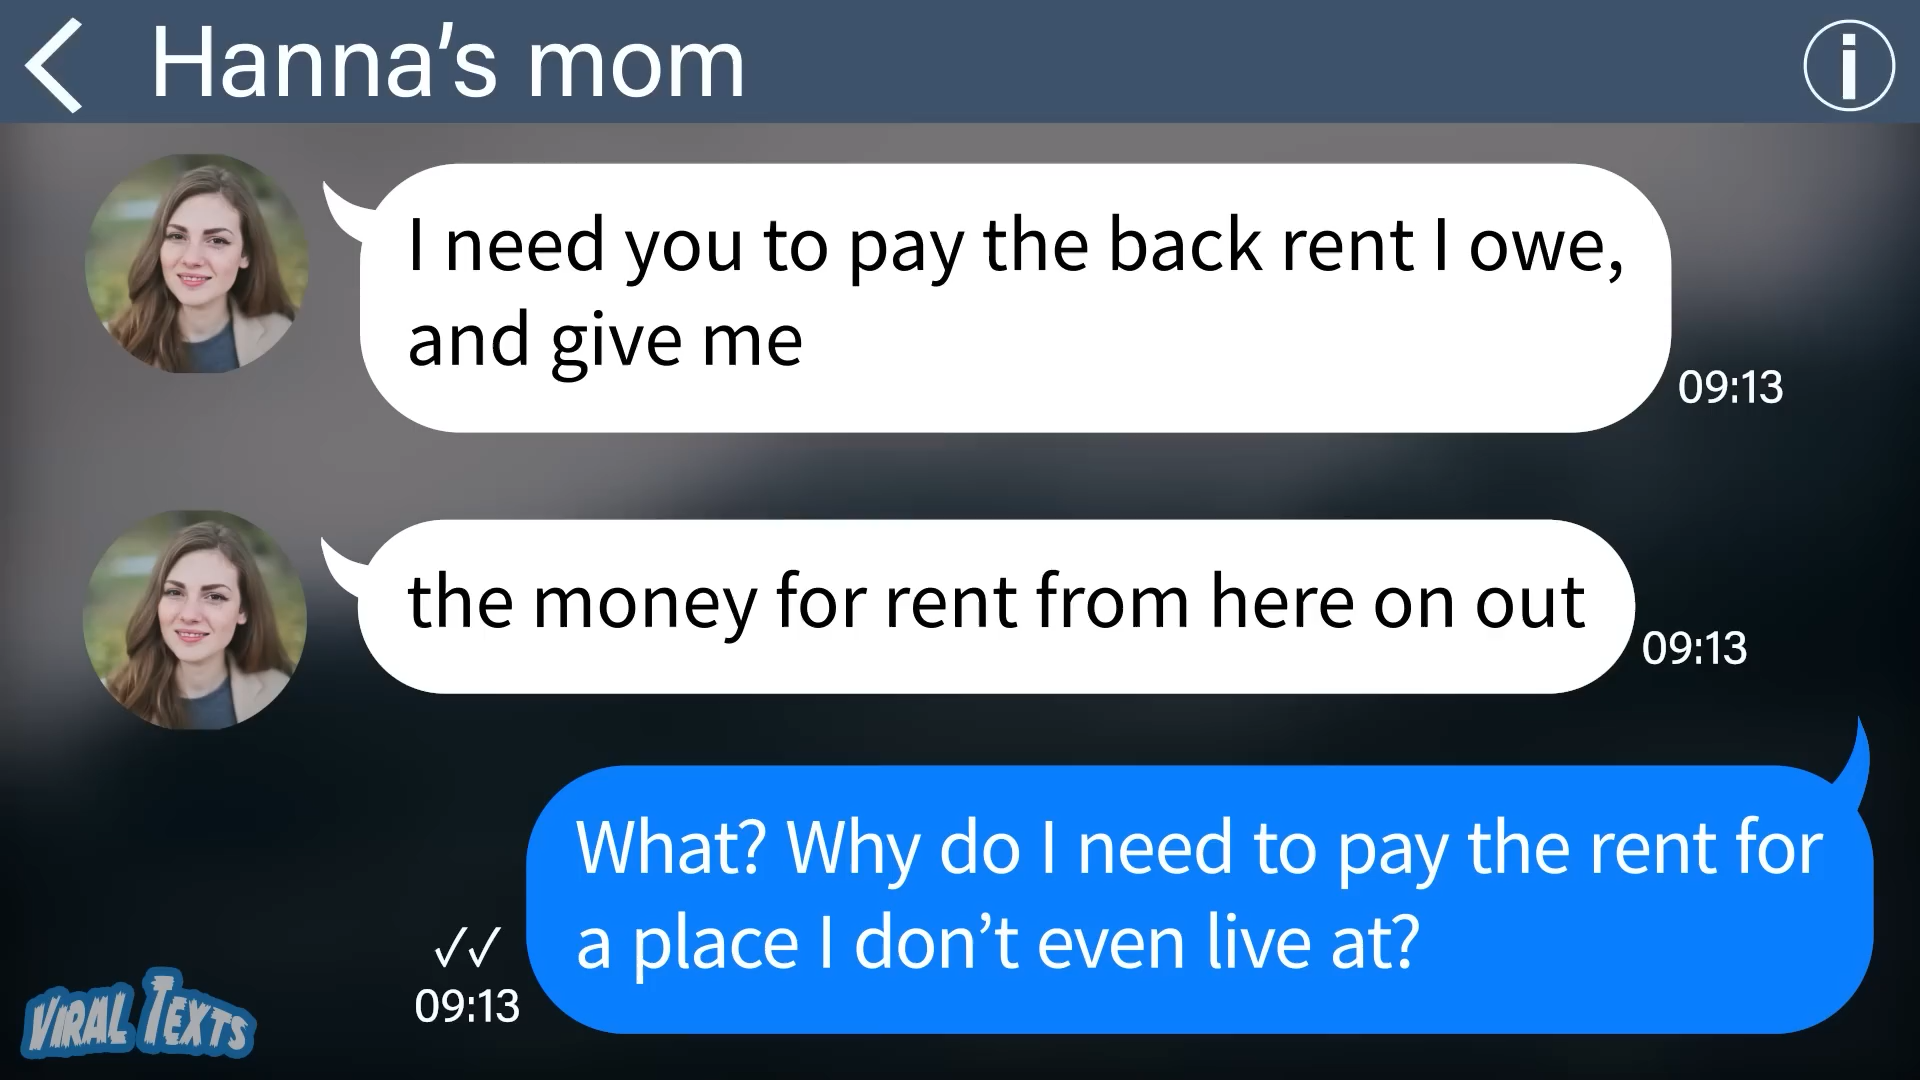 Hanna’s mom
I need you to pay the back rent I owe,
and give me
09:13
the money for rent from here on out
09:13
What? Why do I need to pay the rent for
a place I don’t even live at?
09:13
VIRAL TEXTS